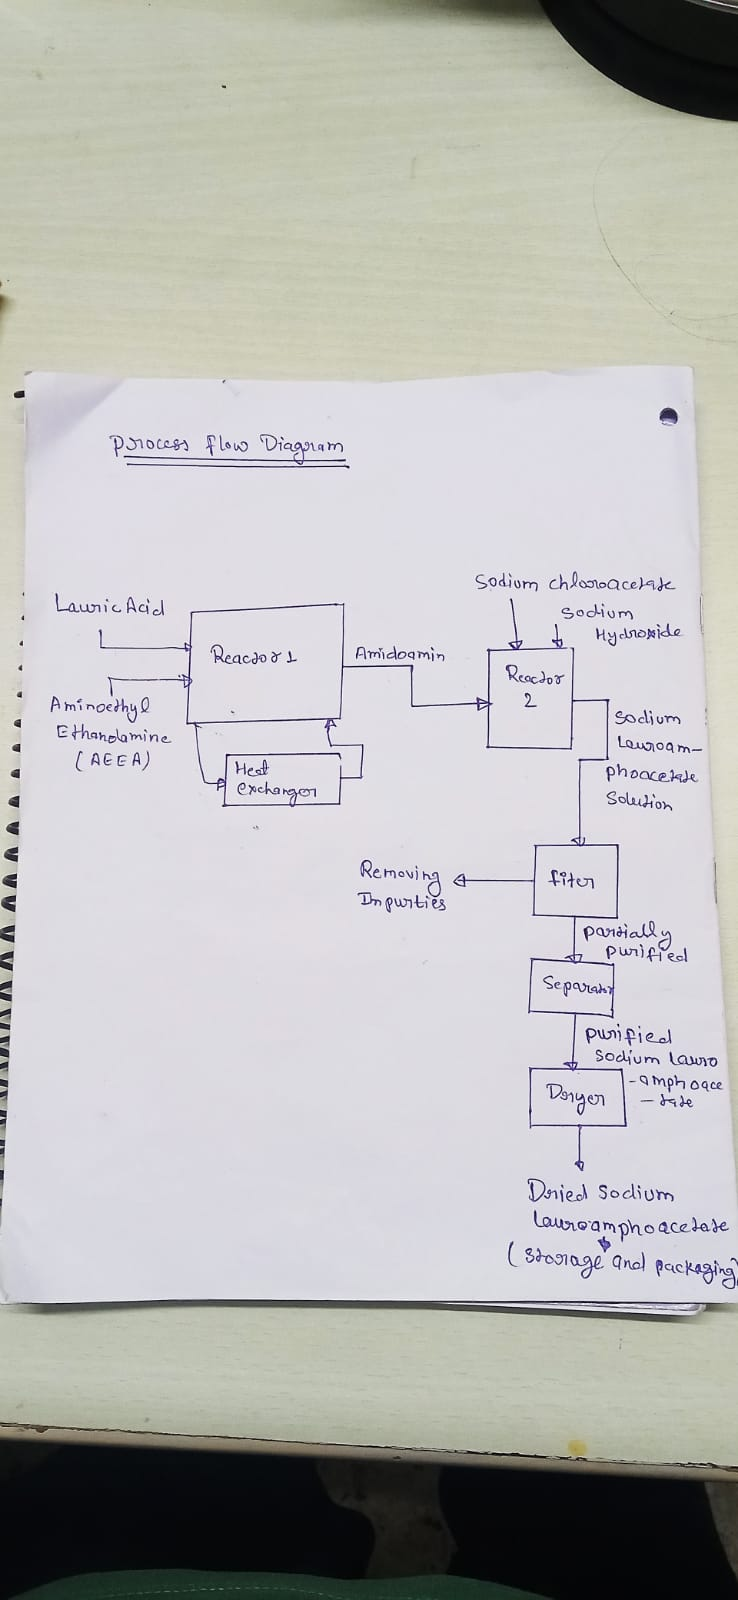 Process flow Diagram
Lauric Acid
Aminoethyl
Ethanolamine
(AEEA)
Reactor 1
Heat
exchanger
Amidoamin
Sodium chloroacetate
Sodium
Hydroxide
Reactor
2
Sodium
Lauroam-
phoacetate
Solution
fiter
Removing
Impurties
partially
purified
Separator
purified
Sodium lauro
-amphoace
-tate
Dryer
Dried Sodium
lauroamphoacetate
(storage and packaging)